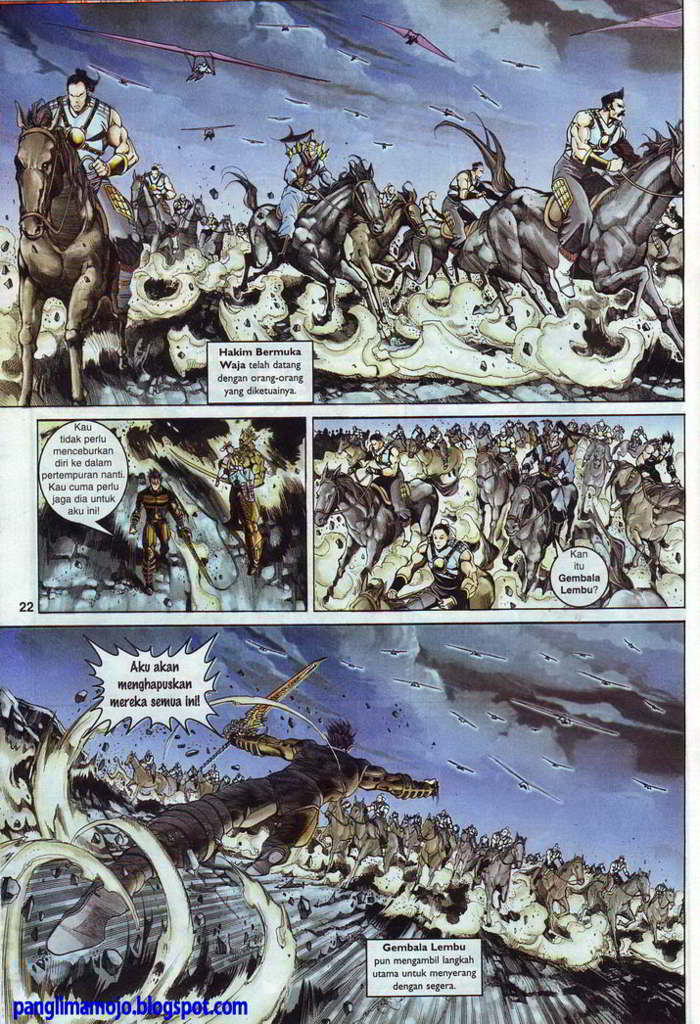 Hakim Bermuka
Waja telah datang
dengan orang-orang
yang diketuainya.
Kau
tidak perlu
menceburkan
diri ke dalam
pertempuran nanti.
Kau cuma perlu
jaga dia untuk
aku ini!
Kan
itu
Gembala
Lembu?
22
Aku akan
menghapuskan
mereka semua ini!
Gembala Lembu
pun mengambil langkah
utama untuk menyerang
dengan segera.
panglimamojo.blogspot.com